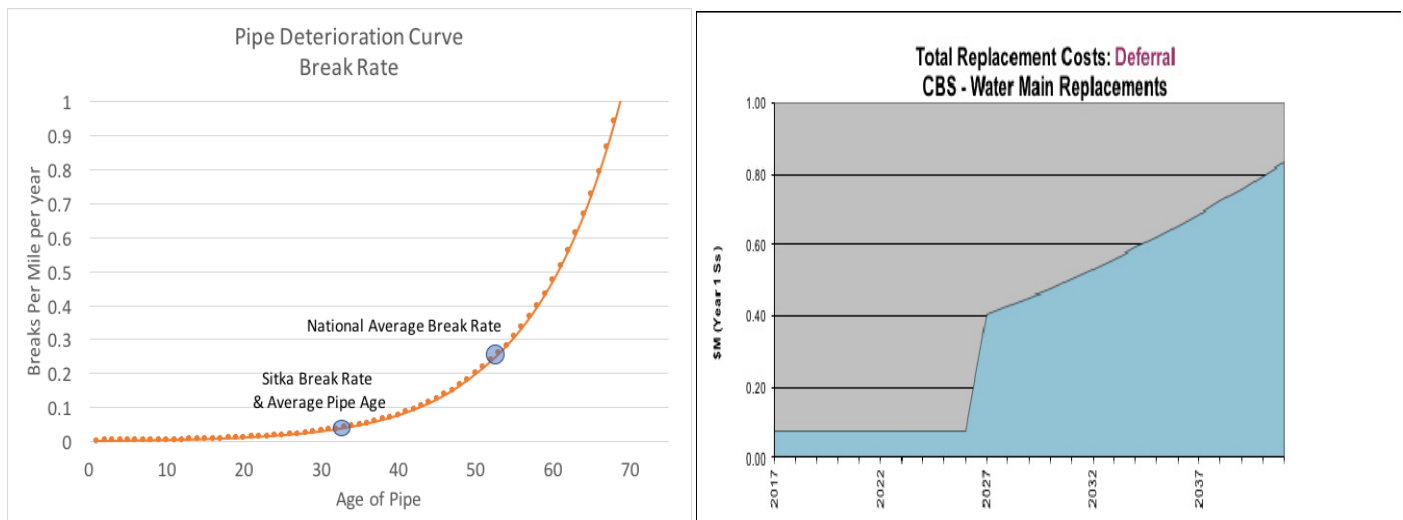 Pipe Deterioration Curve
Break Rate
Breaks Per Mile per year
1
0.9
0.8
0.7
0.6
0.5
0.4
0.3
0.2
0.1
0
National Average Break Rate
Sitka Break Rate
& Average Pipe Age
0 10 20 30 40 50 60 70
Age of Pipe
Total Replacement Costs: Deferral
CBS - Water Main Replacements
$M (Year 1 $s)
1.00
0.80
0.60
0.40
0.20
0.00
2017 2022 2027 2032 2037